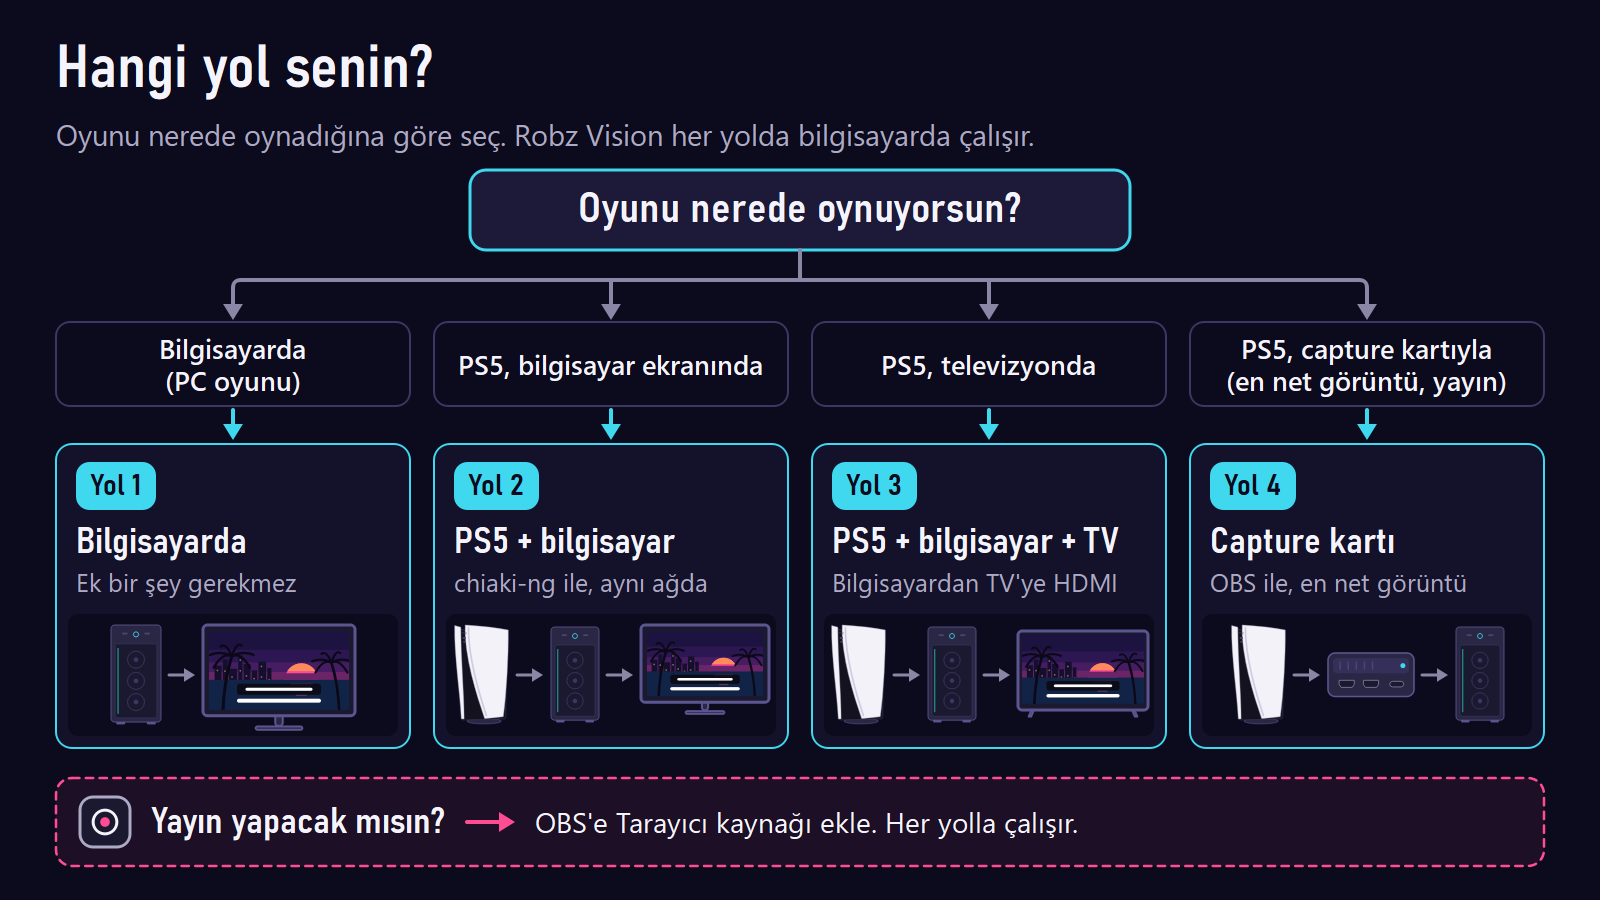 Hangi yol senin?
Oyunu nerede oynadığına göre seç. Robz Vision her yolda bilgisayarda çalışır.
Oyunu nerede oynuyorsun?
Bilgisayarda
(PC oyunu)
PS5, bilgisayar ekranında
PS5, televizyonda
PS5, capture kartıyla
(en net görüntü, yayın)
Yol 1
Bilgisayarda
Ek bir şey gerekmez
Yol 2
PS5 + bilgisayar
chiaki-ng ile, aynı ağda
Yol 3
PS5 + bilgisayar + TV
Bilgisayardan TV'ye HDMI
Yol 4
Capture kartı
OBS ile, en net görüntü
Yayın yapacak mısın?
OBS'e Tarayıcı kaynağı ekle. Her yolla çalışır.